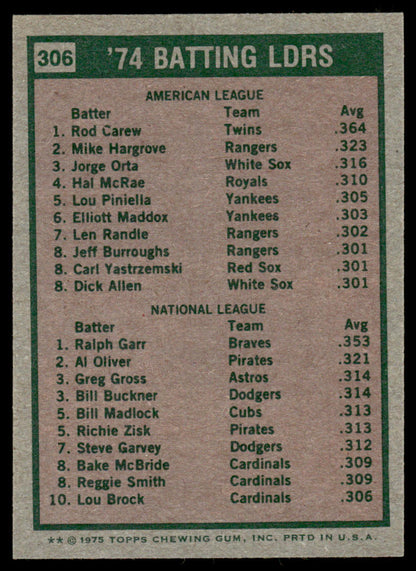 306 '74 BATTING LDRS
AMERICAN LEAGUE
Batter Team Avg
1. Rod Carew Twins .364
2. Mike Hargrove Rangers .323
3. Jorge Orta White Sox .316
4. Hal McRae Royals .310
5. Lou Piniella Yankees .305
6. Elliott Maddox Yankees .303
7. Len Randle Rangers .302
8. Jeff Burroughs Rangers .301
8. Carl Yastrzemski Red Sox .301
8. Dick Allen White Sox .301
NATIONAL LEAGUE
Batter Team Avg
1. Ralph Garr Braves .353
2. Al Oliver Pirates .321
3. Greg Gross Astros .314
3. Bill Buckner Dodgers .314
5. Bill Madlock Cubs .313
5. Richie Zisk Pirates .313
7. Steve Garvey Dodgers .312
8. Bake McBride Cardinals .309
8. Reggie Smith Cardinals .309
10. Lou Brock Cardinals .306
** © 1975 TOPPS CHEWING GUM, INC. PRTD IN U.S.A.